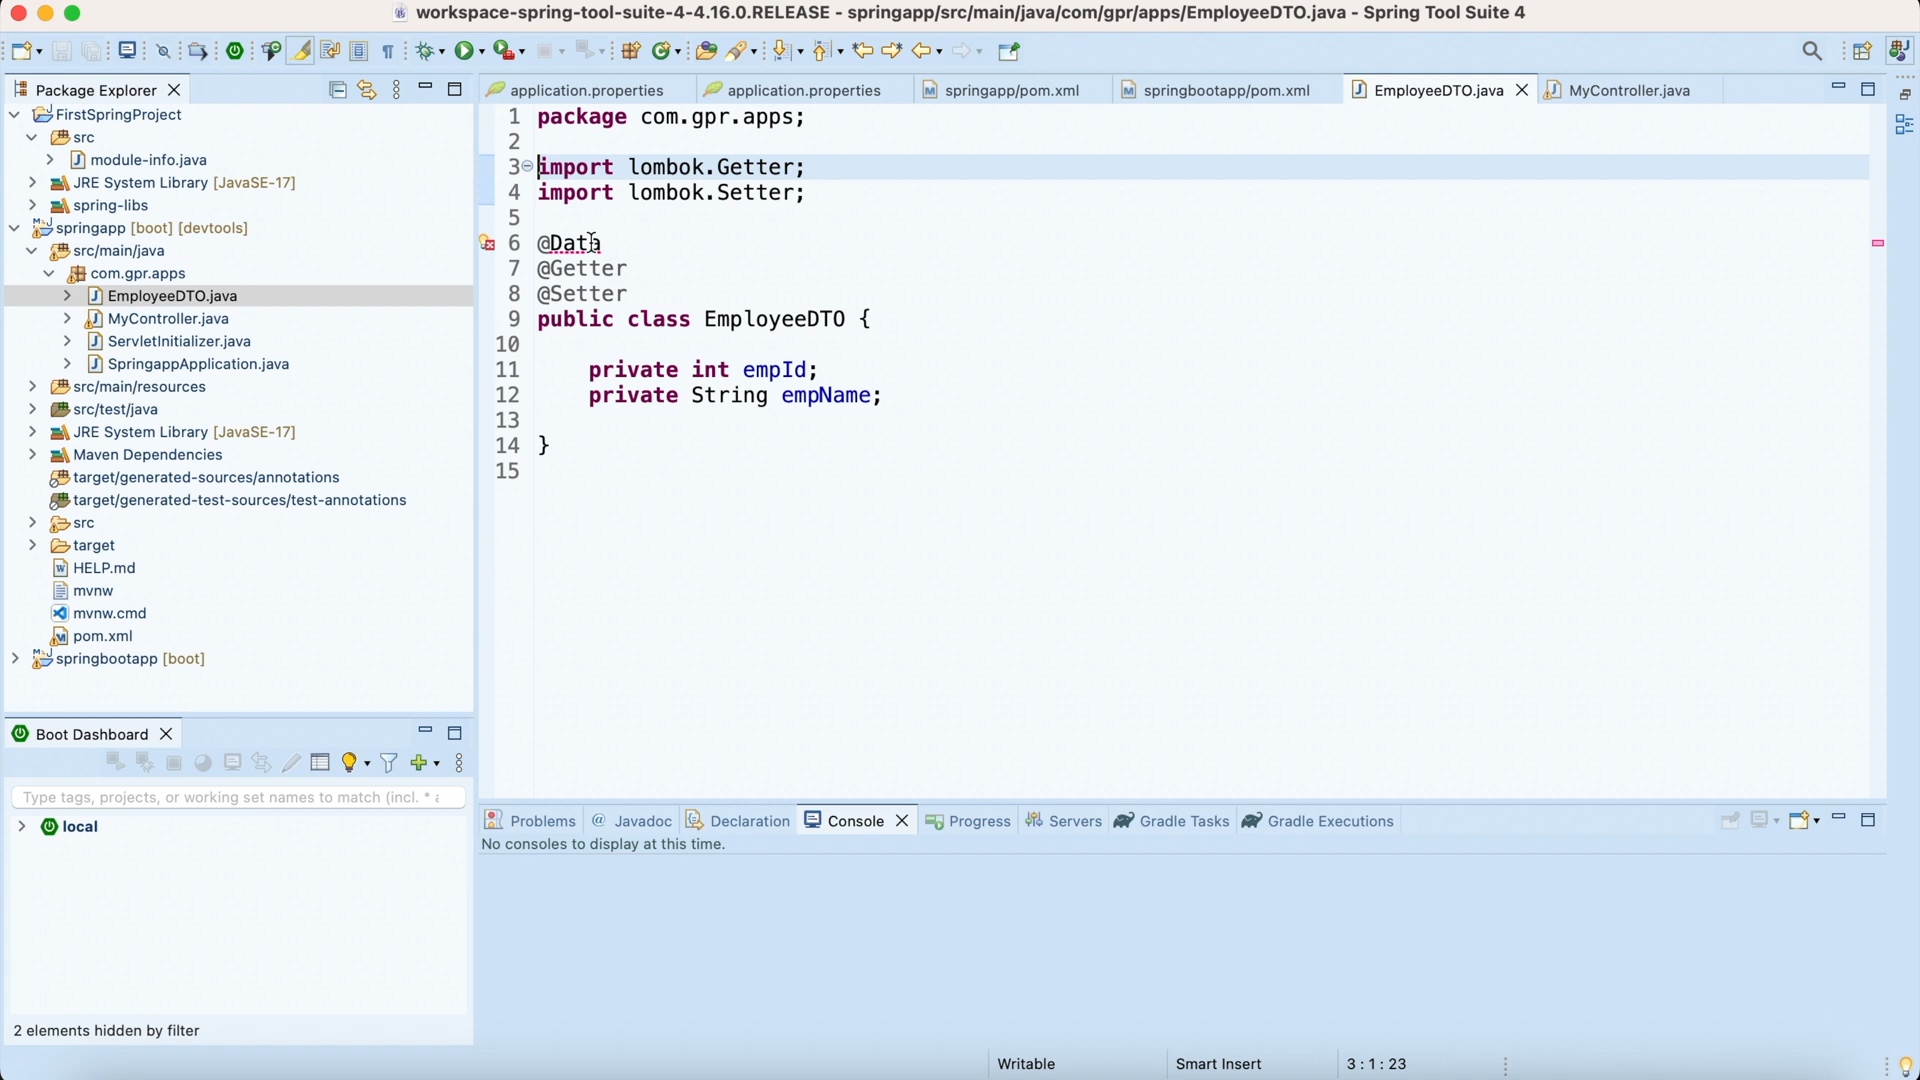 workspace-spring-tool-suite-4-4.16.0.RELEASE - springapp/src/main/java/com/gpr/apps/EmployeeDTO.java - Spring Tool Suite 4
Package Explorer
FirstSpringProject
src
module-info.java
JRE System Library [JavaSE-17]
spring-libs
springapp [boot] [devtools]
src/main/java
com.gpr.apps
EmployeeDTO.java
MyController.java
ServletInitializer.java
SpringappApplication.java
src/main/resources
src/test/java
JRE System Library [JavaSE-17]
Maven Dependencies
target/generated-sources/annotations
target/generated-test-sources/test-annotations
src
target
HELP.md
mvnw
mvnw.cmd
pom.xml
springbootapp [boot]
application.properties
application.properties
springapp/pom.xml
springbootapp/pom.xml
EmployeeDTO.java
MyController.java
1 package com.gpr.apps;
2
3 import lombok.Getter;
4 import lombok.Setter;
5
6 @Data
7 @Getter
8 @Setter
9 public class EmployeeDTO {
10
11 private int empId;
12 private String empName;
13
14 }
15
Boot Dashboard
Type tags, projects, or working set names to match (incl. *
local
2 elements hidden by filter
Problems
@ Javadoc
Declaration
Console
Progress
Servers
Gradle Tasks
Gradle Executions
No consoles to display at this time.
Writable
Smart Insert
3 : 1 : 23